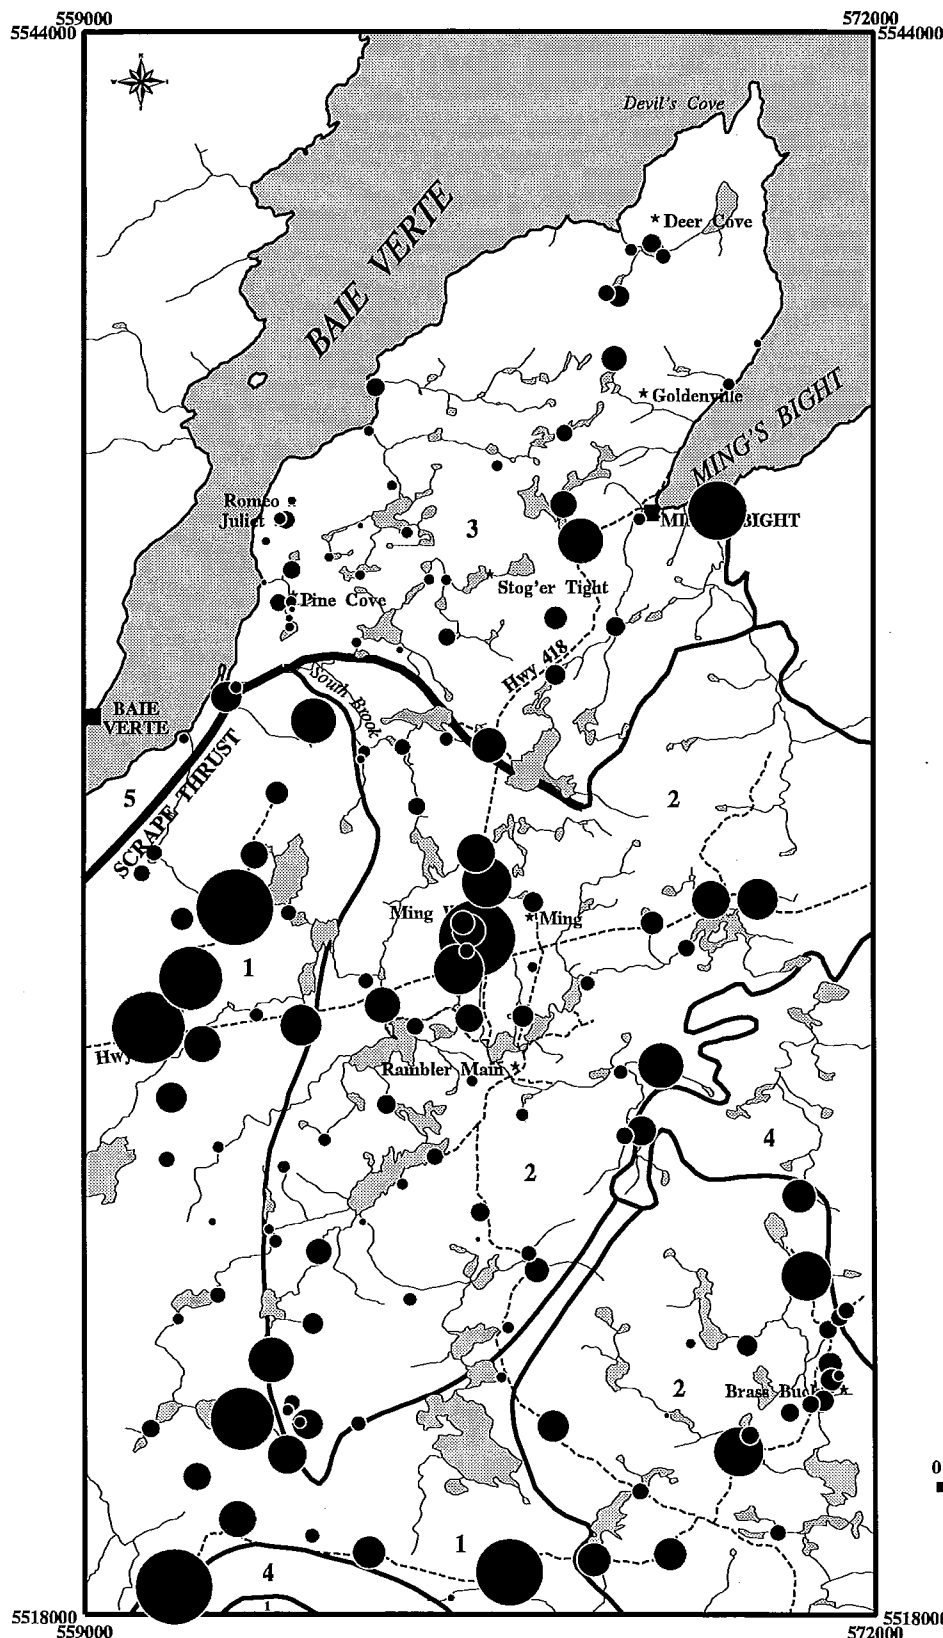 559000
572000
5544000
5544000
Devil's Cove
Deer Cove
BAIE VERTE
Goldenville
MING'S BIGHT
Romeo
Juliet
3
BIGHT
Stog'er Tight
Pine Cove
Hwy 418
South Brook
BAIE
VERTE
5
SCRAPE THRUST
2
Ming
Ming
1
Hwy
Rambler Main
4
2
2
Brass Buc
0
1
4
1
5518000
5518000
559000
572000